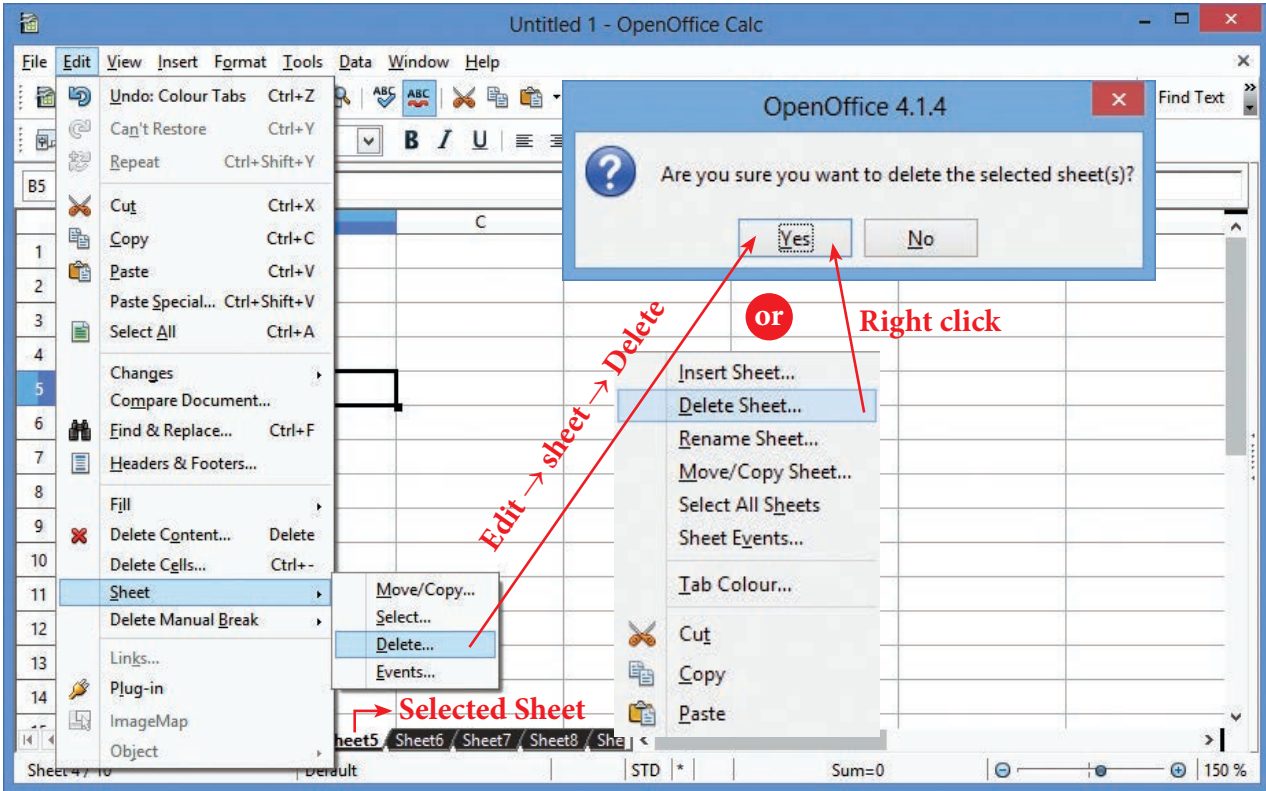 Untitled 1 - OpenOffice Calc
File Edit View Insert Format Tools Data Window Help
Undo: Colour Tabs Ctrl+Z
Can't Restore Ctrl+Y
Repeat Ctrl+Shift+Y
Cut Ctrl+X
Copy Ctrl+C
Paste Ctrl+V
Paste Special... Ctrl+Shift+V
Select All Ctrl+A
Changes
Compare Document...
Find & Replace... Ctrl+F
Headers & Footers...
Fill
Delete Content... Delete
Delete Cells... Ctrl+-
Sheet
Delete Manual Break
Links...
Plug-in
ImageMap
Object
Move/Copy...
Select...
Delete...
Events...
ABC ABC
B I U
Find Text
B5
C
1
2
3
4
5
6
7
8
9
10
11
12
13
14
OpenOffice 4.1.4
Are you sure you want to delete the selected sheet(s)?
Yes No
or
Right click
Edit → sheet → Delete
Insert Sheet...
Delete Sheet...
Rename Sheet...
Move/Copy Sheet...
Select All Sheets
Sheet Events...
Tab Colour...
Cut
Copy
Paste
Selected Sheet
heet5 Sheet6 Sheet7 Sheet8 She
Sheet 4 / 10 Default STD * Sum=0 150 %